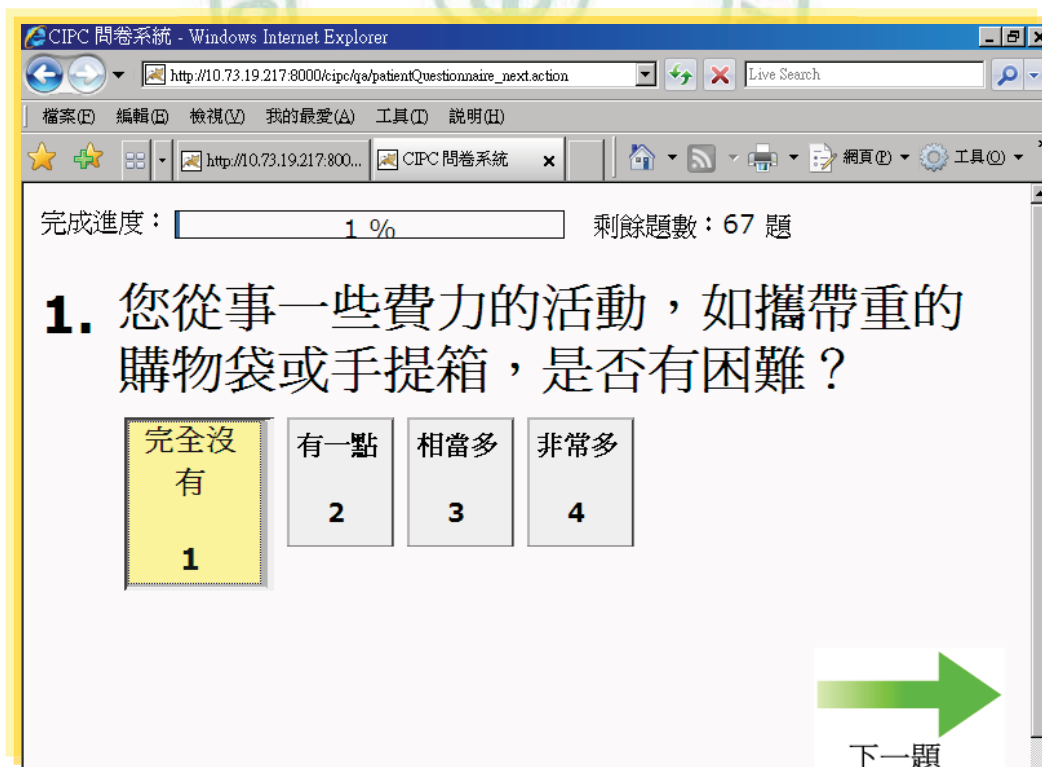 CIPC 問卷系統 - Windows Internet Explorer
http://10.73.19.217:8000/cipc/qa/patientQuestionnaire_next.action
Live Search
檔案(F) 編輯(E) 檢視(V) 我的最愛(A) 工具(T) 說明(H)
http://10.73.19.217:800... CIPC 問卷系統 網頁(P) 工具(O)
完成進度： 1 % 剩餘題數：67 題
1. 您從事一些費力的活動，如攜帶重的
購物袋或手提箱，是否有困難？
完全沒 有一點 相當多 非常多
有
2 3 4
1
下一題